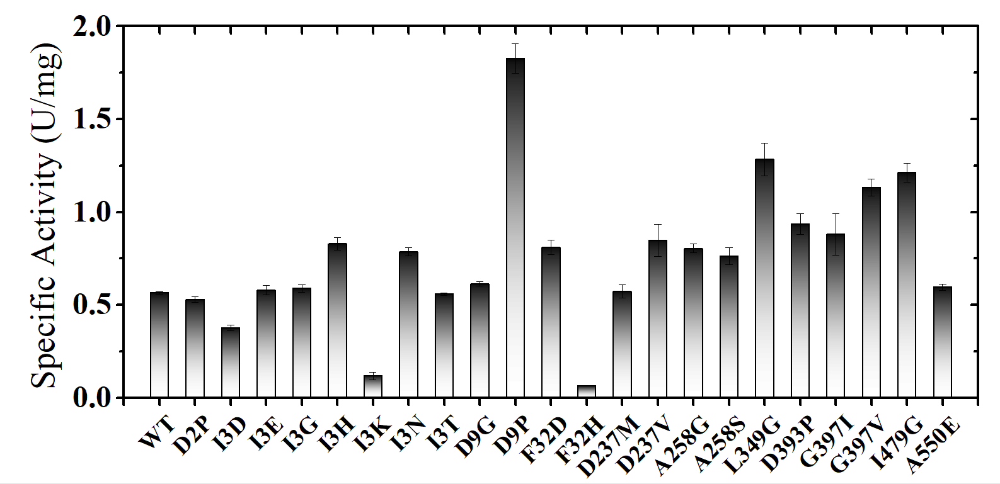 Specific Activity (U/mg)
2.0
1.5
1.0
0.5
0.0
WT
D2P
I3D
I3E
I3G
I3H
I3K
I3N
I3T
D9G
D9P
F32D
F32H
D237M
D237V
A258G
A258S
L349G
D393P
G397I
G397V
I479G
A550E